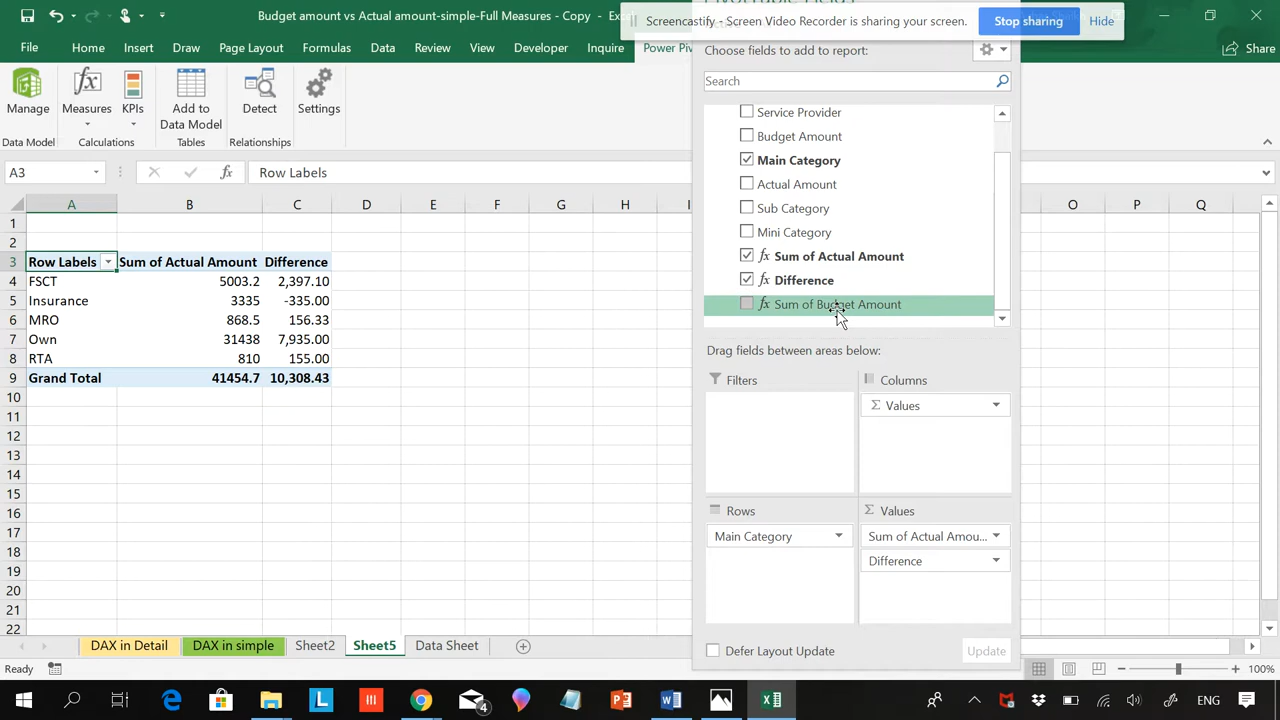 Budget amount vs Actual amount-simple-Full Measures - Copy - Exc
Screencastify - Screen Video Recorder is sharing your screen.
Stop sharing
Hide
File Home Insert Draw Page Layout Formulas Data Review View Developer Inquire Power Piv
Share
Manage
Measures
KPIs
Add to
Data Model
Detect
Settings
Data Model
Calculations
Tables
Relationships
A3
fx
Row Labels
A B C D E F G H I O P Q
1
2
3 Row Labels Sum of Actual Amount Difference
4 FSCT 5003.2 2,397.10
5 Insurance 3335 -335.00
6 MRO 868.5 156.33
7 Own 31438 7,935.00
8 RTA 810 155.00
9 Grand Total 41454.7 10,308.43
10
11
12
13
14
15
16
17
18
19
20
21
22
Choose fields to add to report:
Search
Service Provider
Budget Amount
Main Category
Actual Amount
Sub Category
Mini Category
fx Sum of Actual Amount
fx Difference
fx Sum of Budget Amount
Drag fields between areas below:
Filters
Columns
Σ Values
Rows
Σ Values
Main Category
Sum of Actual Amou...
Difference
Defer Layout Update
Update
DAX in Detail DAX in simple Sheet2 Sheet5 Data Sheet
Ready
100%
4
ENG